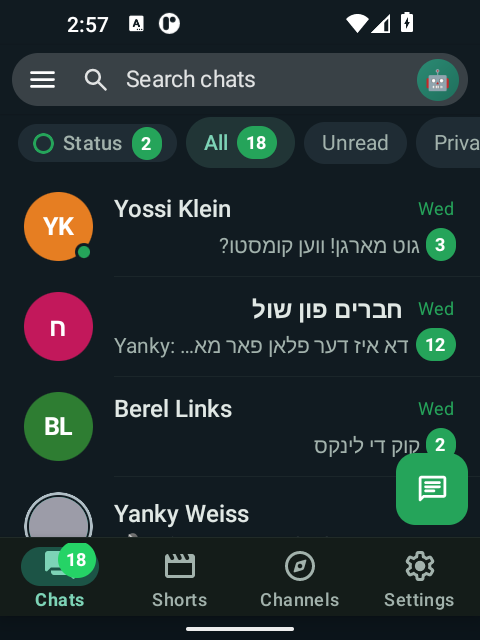 2:57
A
Search chats
Status 2
All 18
Unread
Priva
YK
Yossi Klein
Wed
גוט מארגן! ווען קומסטו?
3
ח
חברים פון שול
Wed
Yanky: דא איז דער פלאן פאר מא...
12
BL
Berel Links
Wed
קוק די לינקס
2
Yanky Weiss
18
Chats
Shorts
Channels
Settings